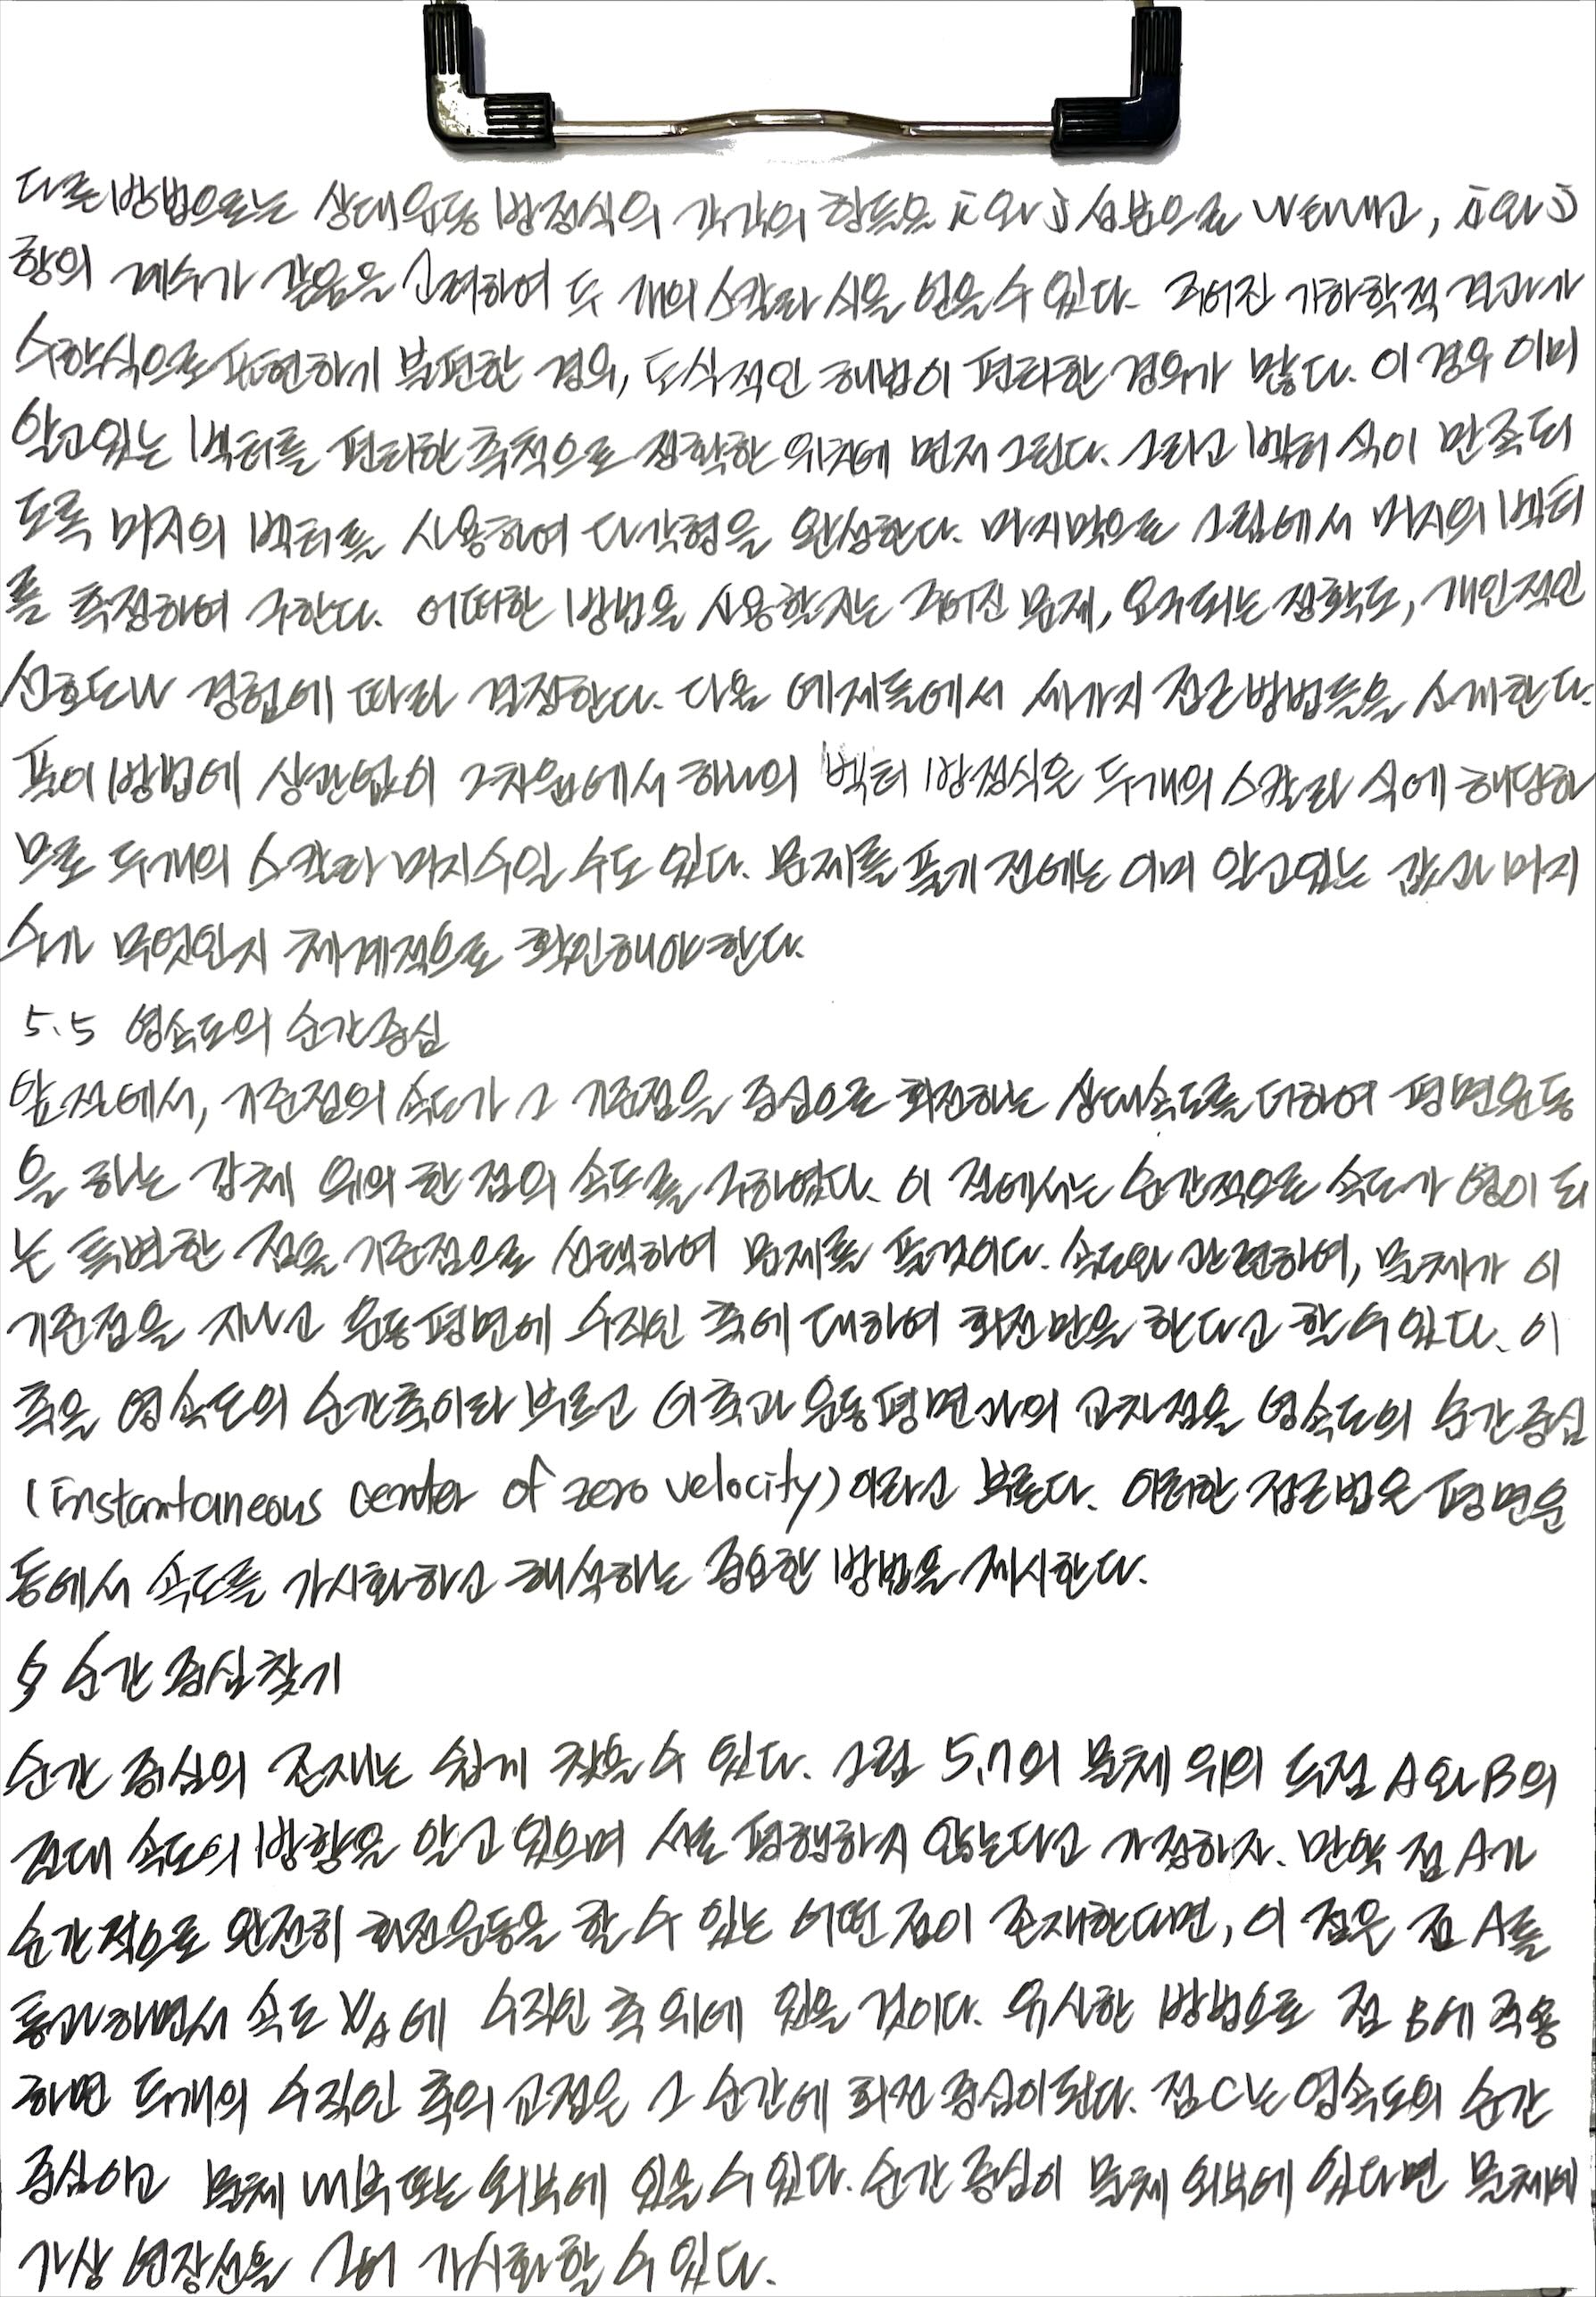 다른 방법으로는 상대운동 방정식의 각각의 항들을 i와 j 성분으로 나타내고, i와 j
항의 계수가 같음을 고려하여 두 개의 스칼라 식을 얻을 수 있다. 주어진 기하학적 결과가
수학식으로 표현하기 불편한 경우, 도식적인 해법이 편리한 경우가 많다. 이 경우 이미
알고있는 벡터를 편리한 축척으로 정확한 위치에 먼저 그린다. 그리고 벡터 식이 만족되
도록 미지의 벡터를 사용하여 다각형을 완성한다. 마지막으로 그림에서 미지의 벡터
를 측정하여 구한다. 어떠한 방법을 사용할지는 주어진 문제, 요구되는 정확도, 개인적인
선호도나 경험에 따라 결정한다. 다음 예제들에서 세가지 접근방법들을 소개한다.
풀이 방법에 상관없이 2차원에서 하나의 벡터 방정식은 두개의 스칼라 식에 해당하
므로 두개의 스칼라 미지수일 수도 있다. 문제를 풀기 전에는 이미 알고있는 값과 미지
수가 무엇인지 체계적으로 확인해야한다.
5.5 영속도의 순간중심
앞 절에서, 기준점의 속도가 그 기준점을 중심으로 회전하는 상대속도를 더하여 평면운동
을 하는 강체 위의 한 점의 속도를 구하였다. 이 절에서는 순간적으로 속도가 영이 되
는 특별한 점을 기준점으로 선택하여 문제를 풀것이다. 속도와 관련하여, 물체가 이
기준점을 지나고 운동평면에 수직인 축에 대하여 회전만을 한다고 할 수 있다. 이
축을 영속도의 순간축이라 부르고 이축과 운동평면과의 교차점을 영속도의 순간중심
(Instantaneous center of zero velocity)이라고 부른다. 이러한 접근법은 평면운
동에서 속도를 가시화하고 해석하는 중요한 방법을 제시한다.
§ 순간 중심 찾기
순간 중심의 존재는 쉽게 찾을 수 있다. 그림 5.7의 물체 위의 두점 A와 B의
절대 속도의 방향을 알고 있으며 서로 평행하지 않는다고 가정하자. 만약 점 A가
순간적으로 완전히 회전운동을 할 수 있는 어떤 점이 존재한다면, 이 점은 점 A를
통과하면서 속도 V_A에 수직인 축 위에 있을 것이다. 유사한 방법으로 점 B에 적용
하면 두개의 수직인 축의 교점은 그 순간에 회전 중심이된다. 점 C는 영속도의 순간
중심이고 물체 내부 또는 외부에 있을 수 있다. 순간 중심이 물체 외부에 있다면 물체에
가상 연장선을 그어 가시화할 수 있다.